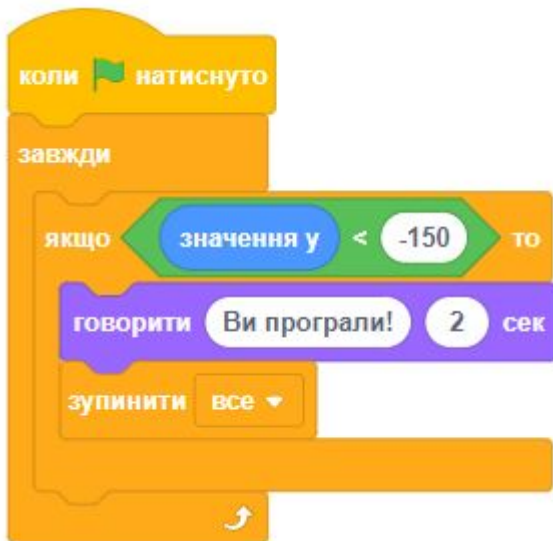 коли натиснуто
завжди
якщо значення y < -150 то
говорити Ви програли! 2 сек
зупинити все